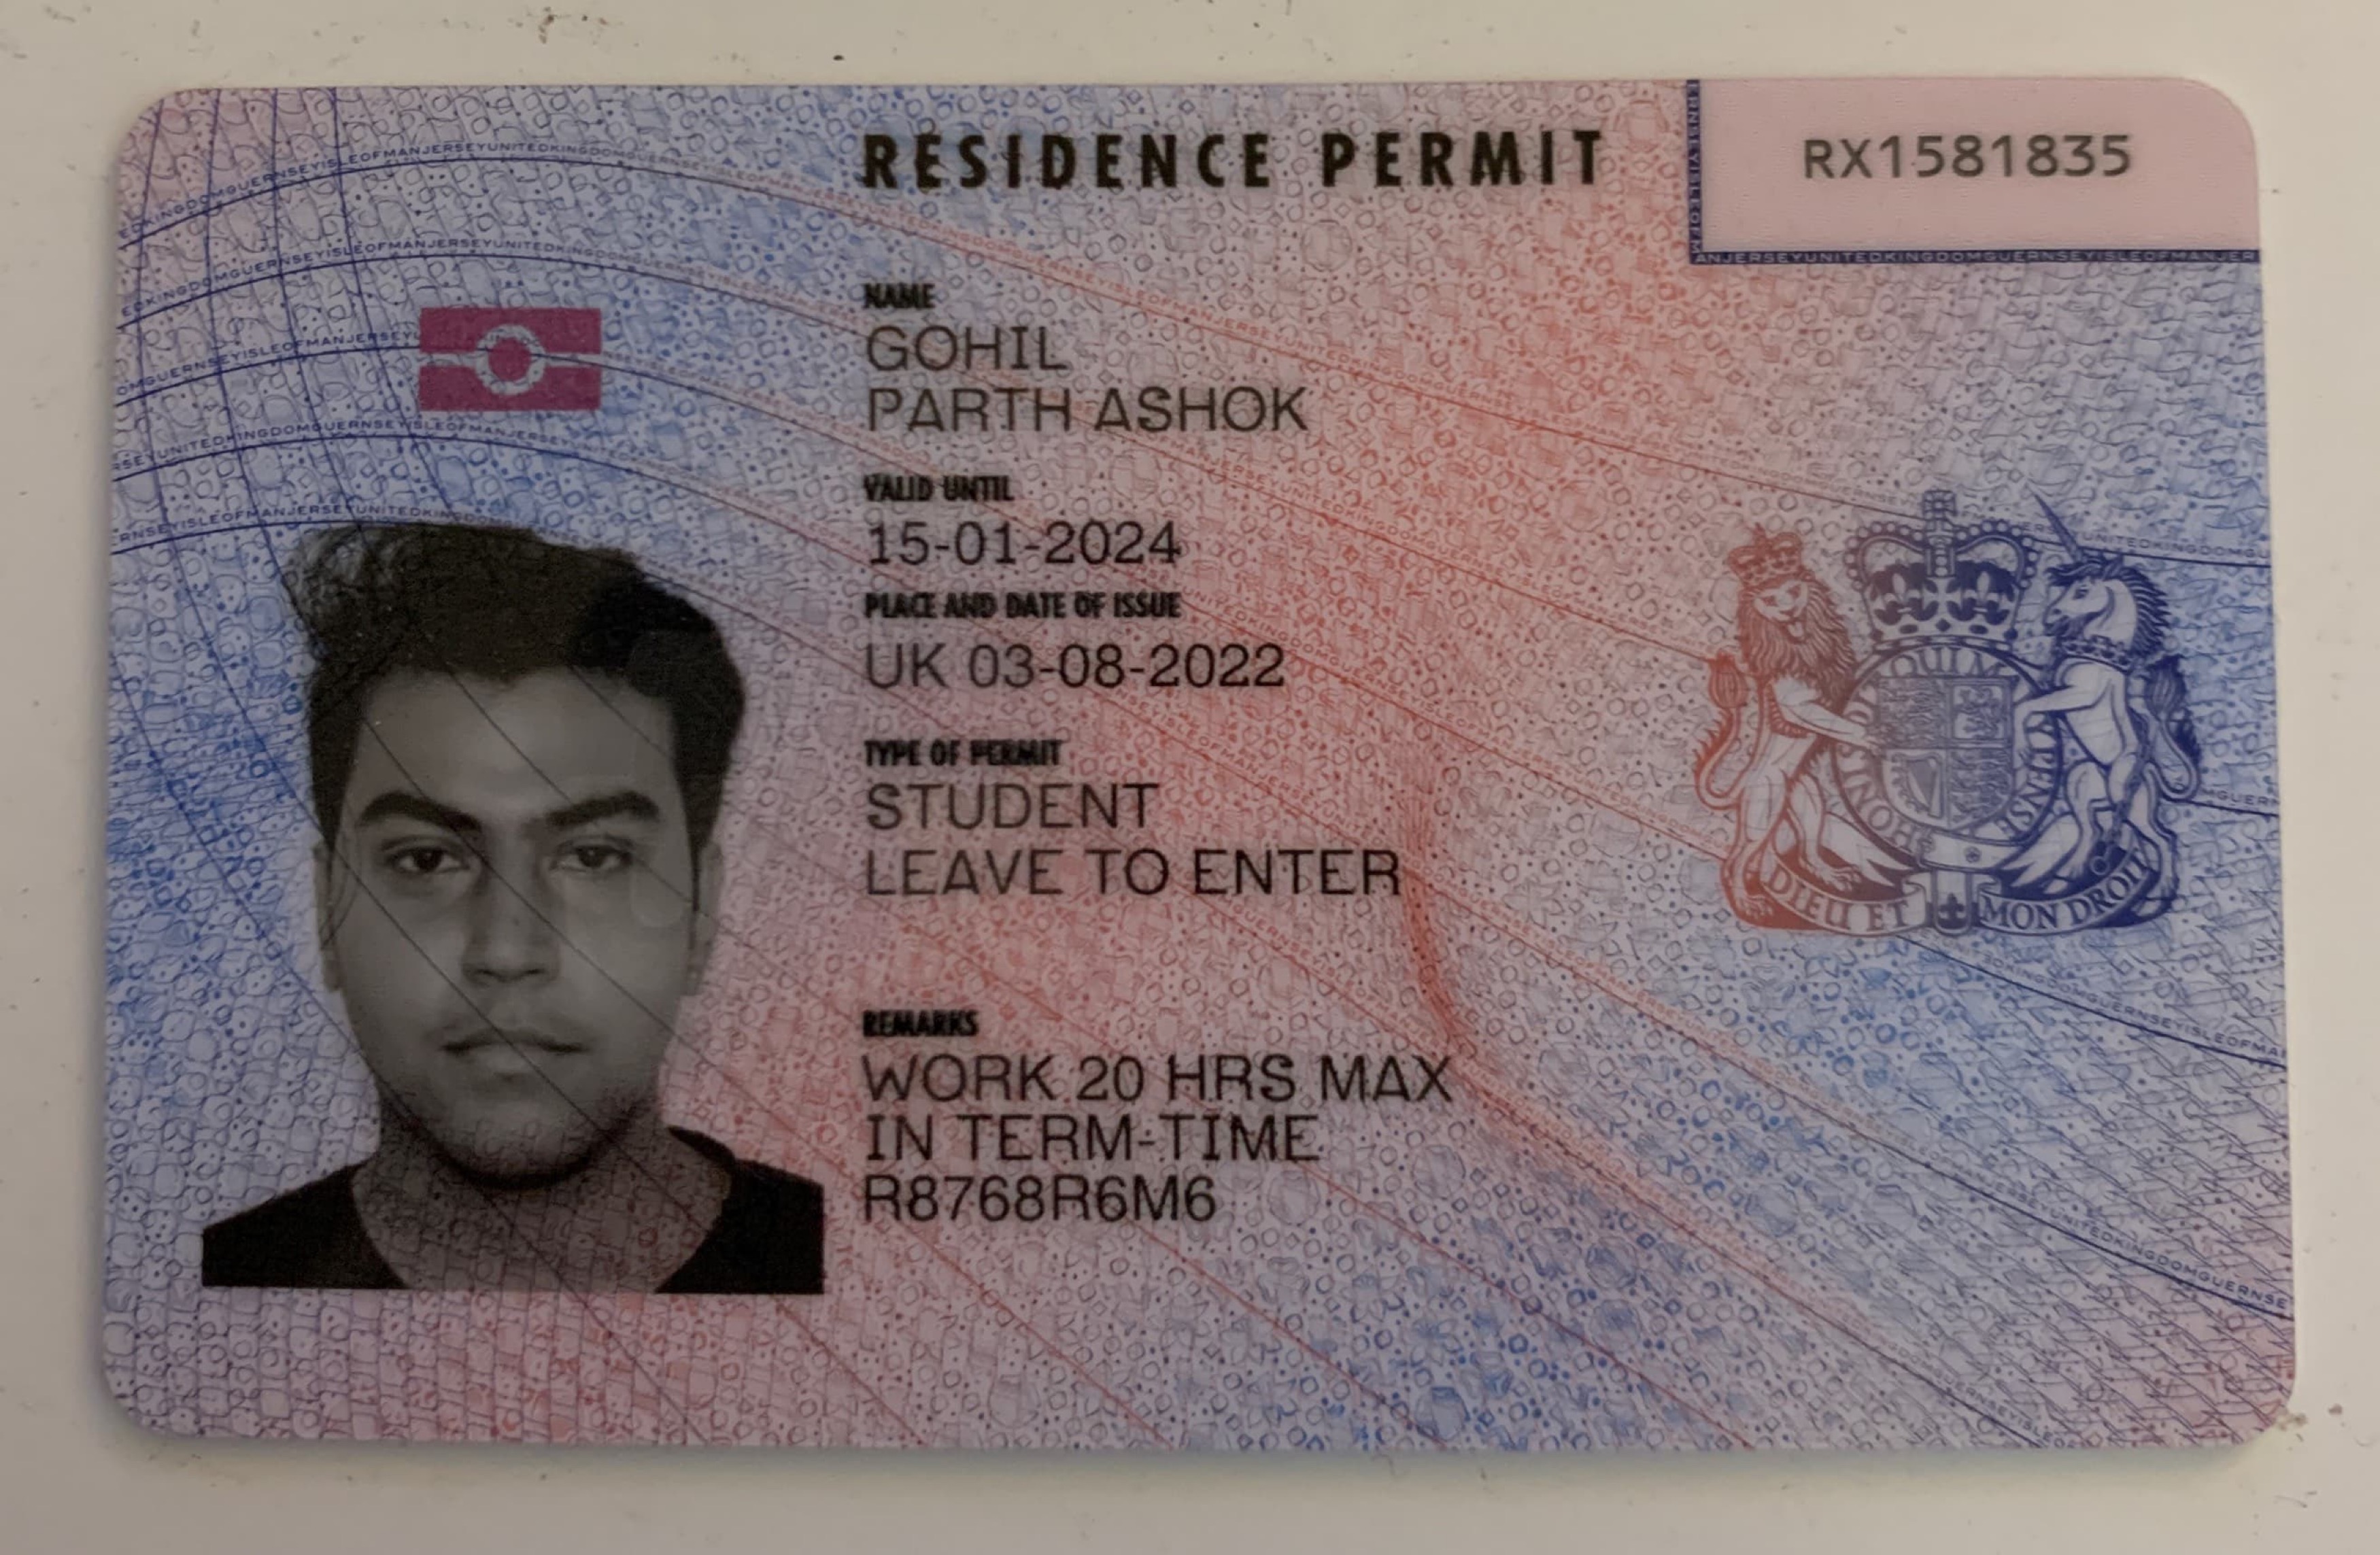 RESIDENCE PERMIT
RX1581835
NAME
GOHIL
PARTH ASHOK
VALID UNTIL
15-01-2024
PLACE AND DATE OF ISSUE
UK 03-08-2022
TYPE OF PERMIT
STUDENT
LEAVE TO ENTER
REMARKS
WORK 20 HRS MAX
IN TERM-TIME
R8768R6M6
DIEU ET MON DROIT